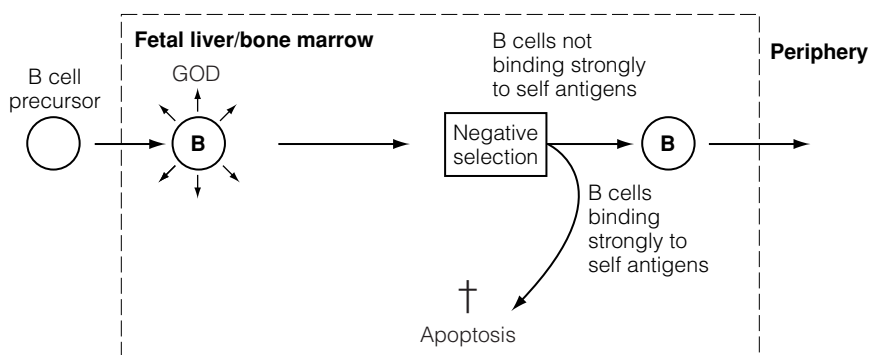 Fetal liver/bone marrow
Periphery
B cell
precursor
GOD
B
B cells not
binding strongly
to self antigens
Negative
selection
B
B cells
binding
strongly to
self antigens
†
Apoptosis